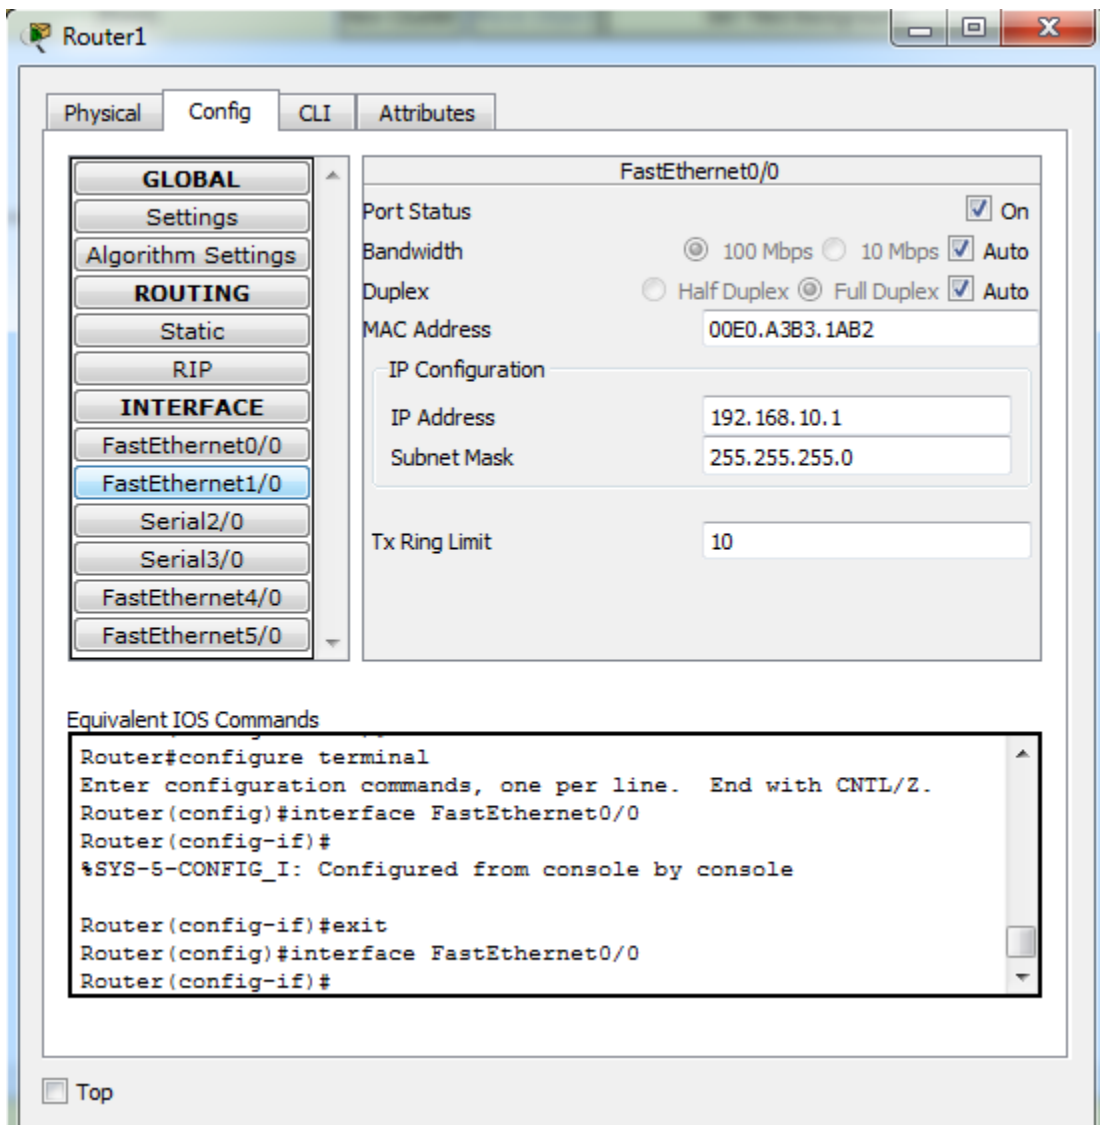 Router1
Physical Config CLI Attributes
GLOBAL
Settings
Algorithm Settings
ROUTING
Static
RIP
INTERFACE
FastEthernet0/0
FastEthernet1/0
Serial2/0
Serial3/0
FastEthernet4/0
FastEthernet5/0
FastEthernet0/0
Port Status On
Bandwidth 100 Mbps 10 Mbps Auto
Duplex Half Duplex Full Duplex Auto
MAC Address 00E0.A3B3.1AB2
IP Configuration
IP Address 192.168.10.1
Subnet Mask 255.255.255.0
Tx Ring Limit 10
Equivalent IOS Commands
Router#configure terminal
Enter configuration commands, one per line. End with CNTL/Z.
Router(config)#interface FastEthernet0/0
Router(config-if)#
%SYS-5-CONFIG_I: Configured from console by console
Router(config-if)#exit
Router(config)#interface FastEthernet0/0
Router(config-if)#
Top